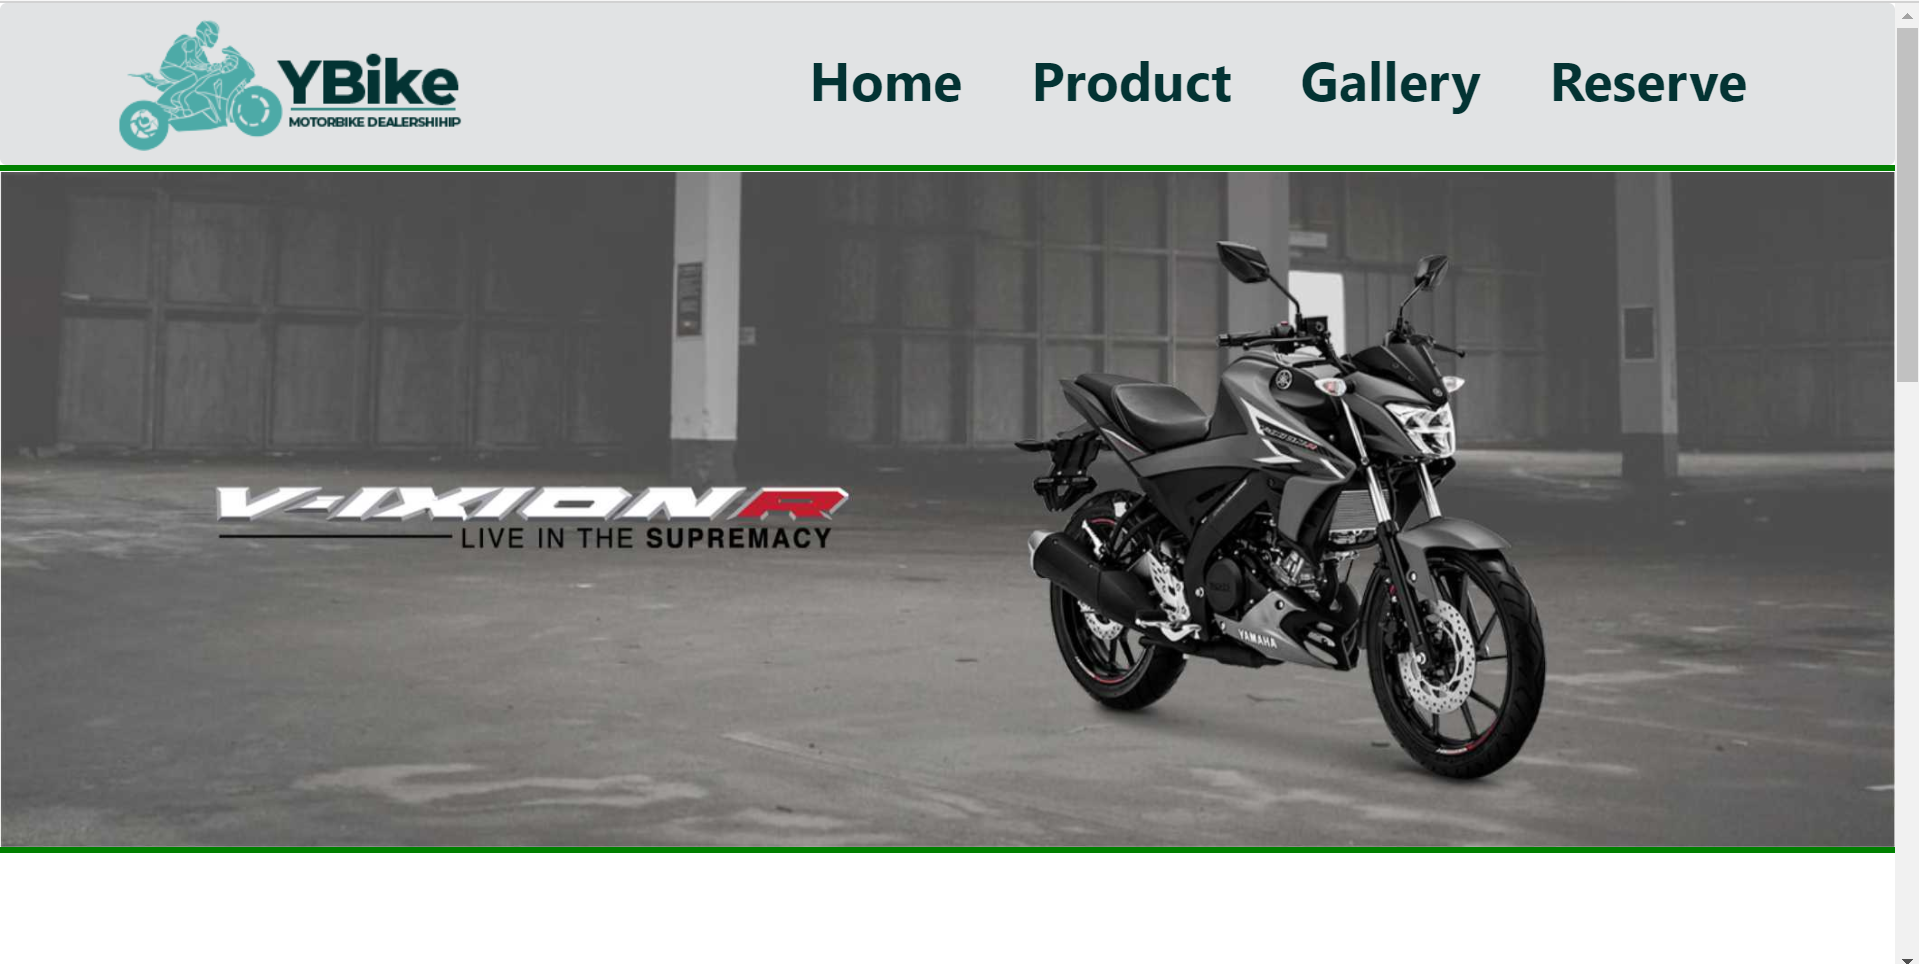 YBike
MOTORBIKE DEALERSHIHIP
Home Product Gallery Reserve
V-IXION R
LIVE IN THE SUPREMACY
YAMAHA